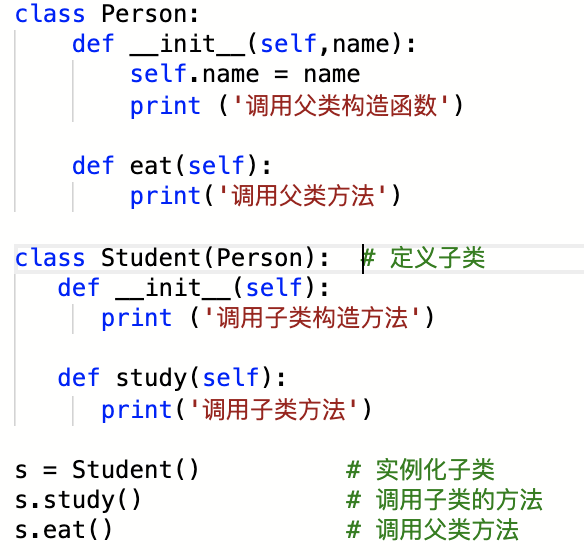 class Person:
    def __init__(self,name):
        self.name = name
        print ('调用父类构造函数')
    def eat(self):
        print('调用父类方法')
class Student(Person):  # 定义子类
   def __init__(self):
      print ('调用子类构造方法')
   def study(self):
      print('调用子类方法')
s = Student()          # 实例化子类
s.study()              # 调用子类的方法
s.eat()                # 调用父类方法